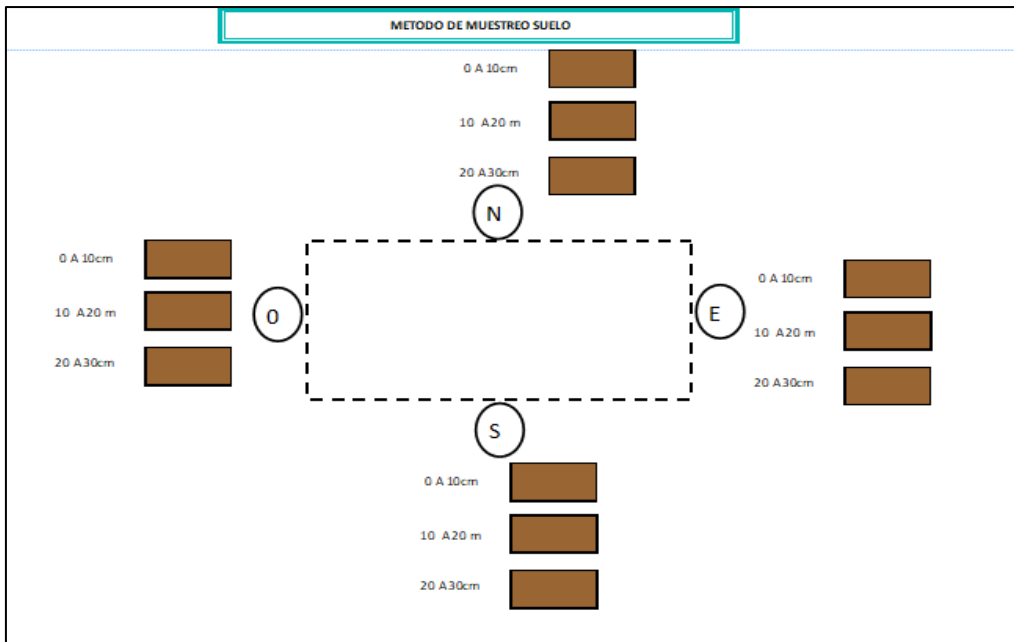 METODO DE MUESTREO SUELO
0 A 10cm
10 A20 m
20 A30cm
N
0 A 10cm
10 A20 m
20 A30cm
O
E
0 A 10cm
10 A20 m
20 A30cm
S
0 A 10cm
10 A20 m
20 A30cm